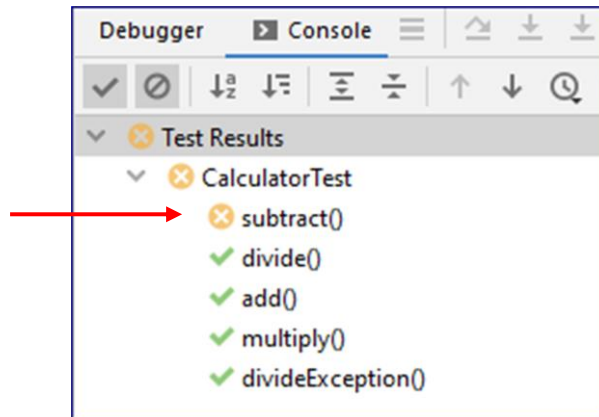 Debugger Console
Test Results
CalculatorTest
subtract()
divide()
add()
multiply()
divideException()